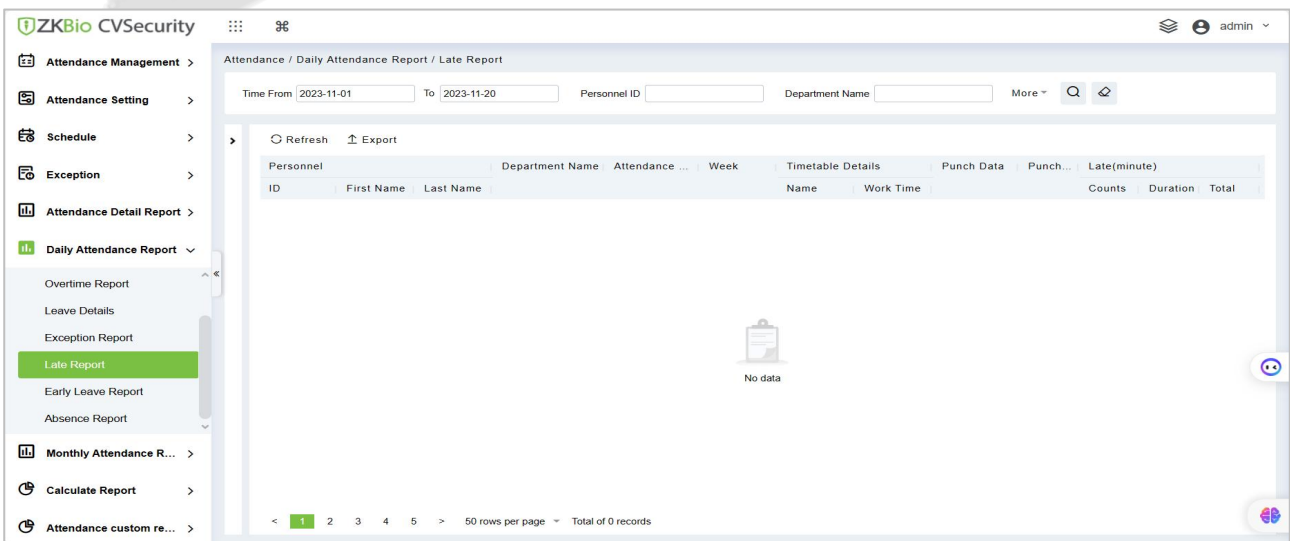 ZKBio CVSecurity
admin
Attendance Management
Attendance Setting
Schedule
Exception
Attendance Detail Report
Daily Attendance Report
Overtime Report
Leave Details
Exception Report
Late Report
Early Leave Report
Absence Report
Monthly Attendance R...
Calculate Report
Attendance custom re...
Attendance / Daily Attendance Report / Late Report
Time From 2023-11-01 To 2023-11-20 Personnel ID Department Name More
Refresh Export
Personnel Department Name Attendance ... Week Timetable Details Punch Data Punch... Late(minute)
ID First Name Last Name Name Work Time Counts Duration Total
No data
< 1 2 3 4 5 > 50 rows per page Total of 0 records